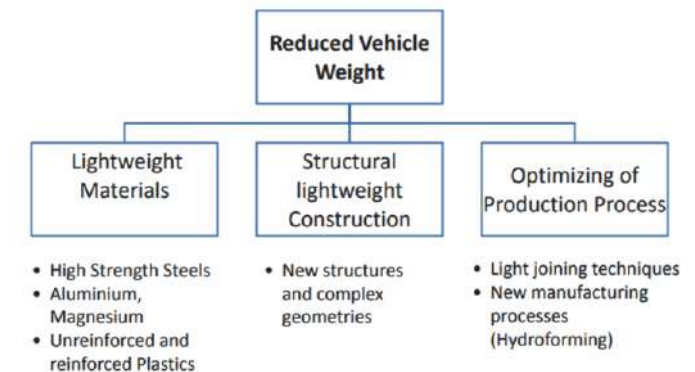 Reduced Vehicle
Weight
Lightweight
Materials
Structural
lightweight
Construction
Optimizing of
Production Process
• High Strength Steels
• Aluminium,
Magnesium
• Unreinforced and
reinforced Plastics
• New structures
and complex
geometries
• Light joining techniques
• New manufacturing
processes
(Hydroforming)